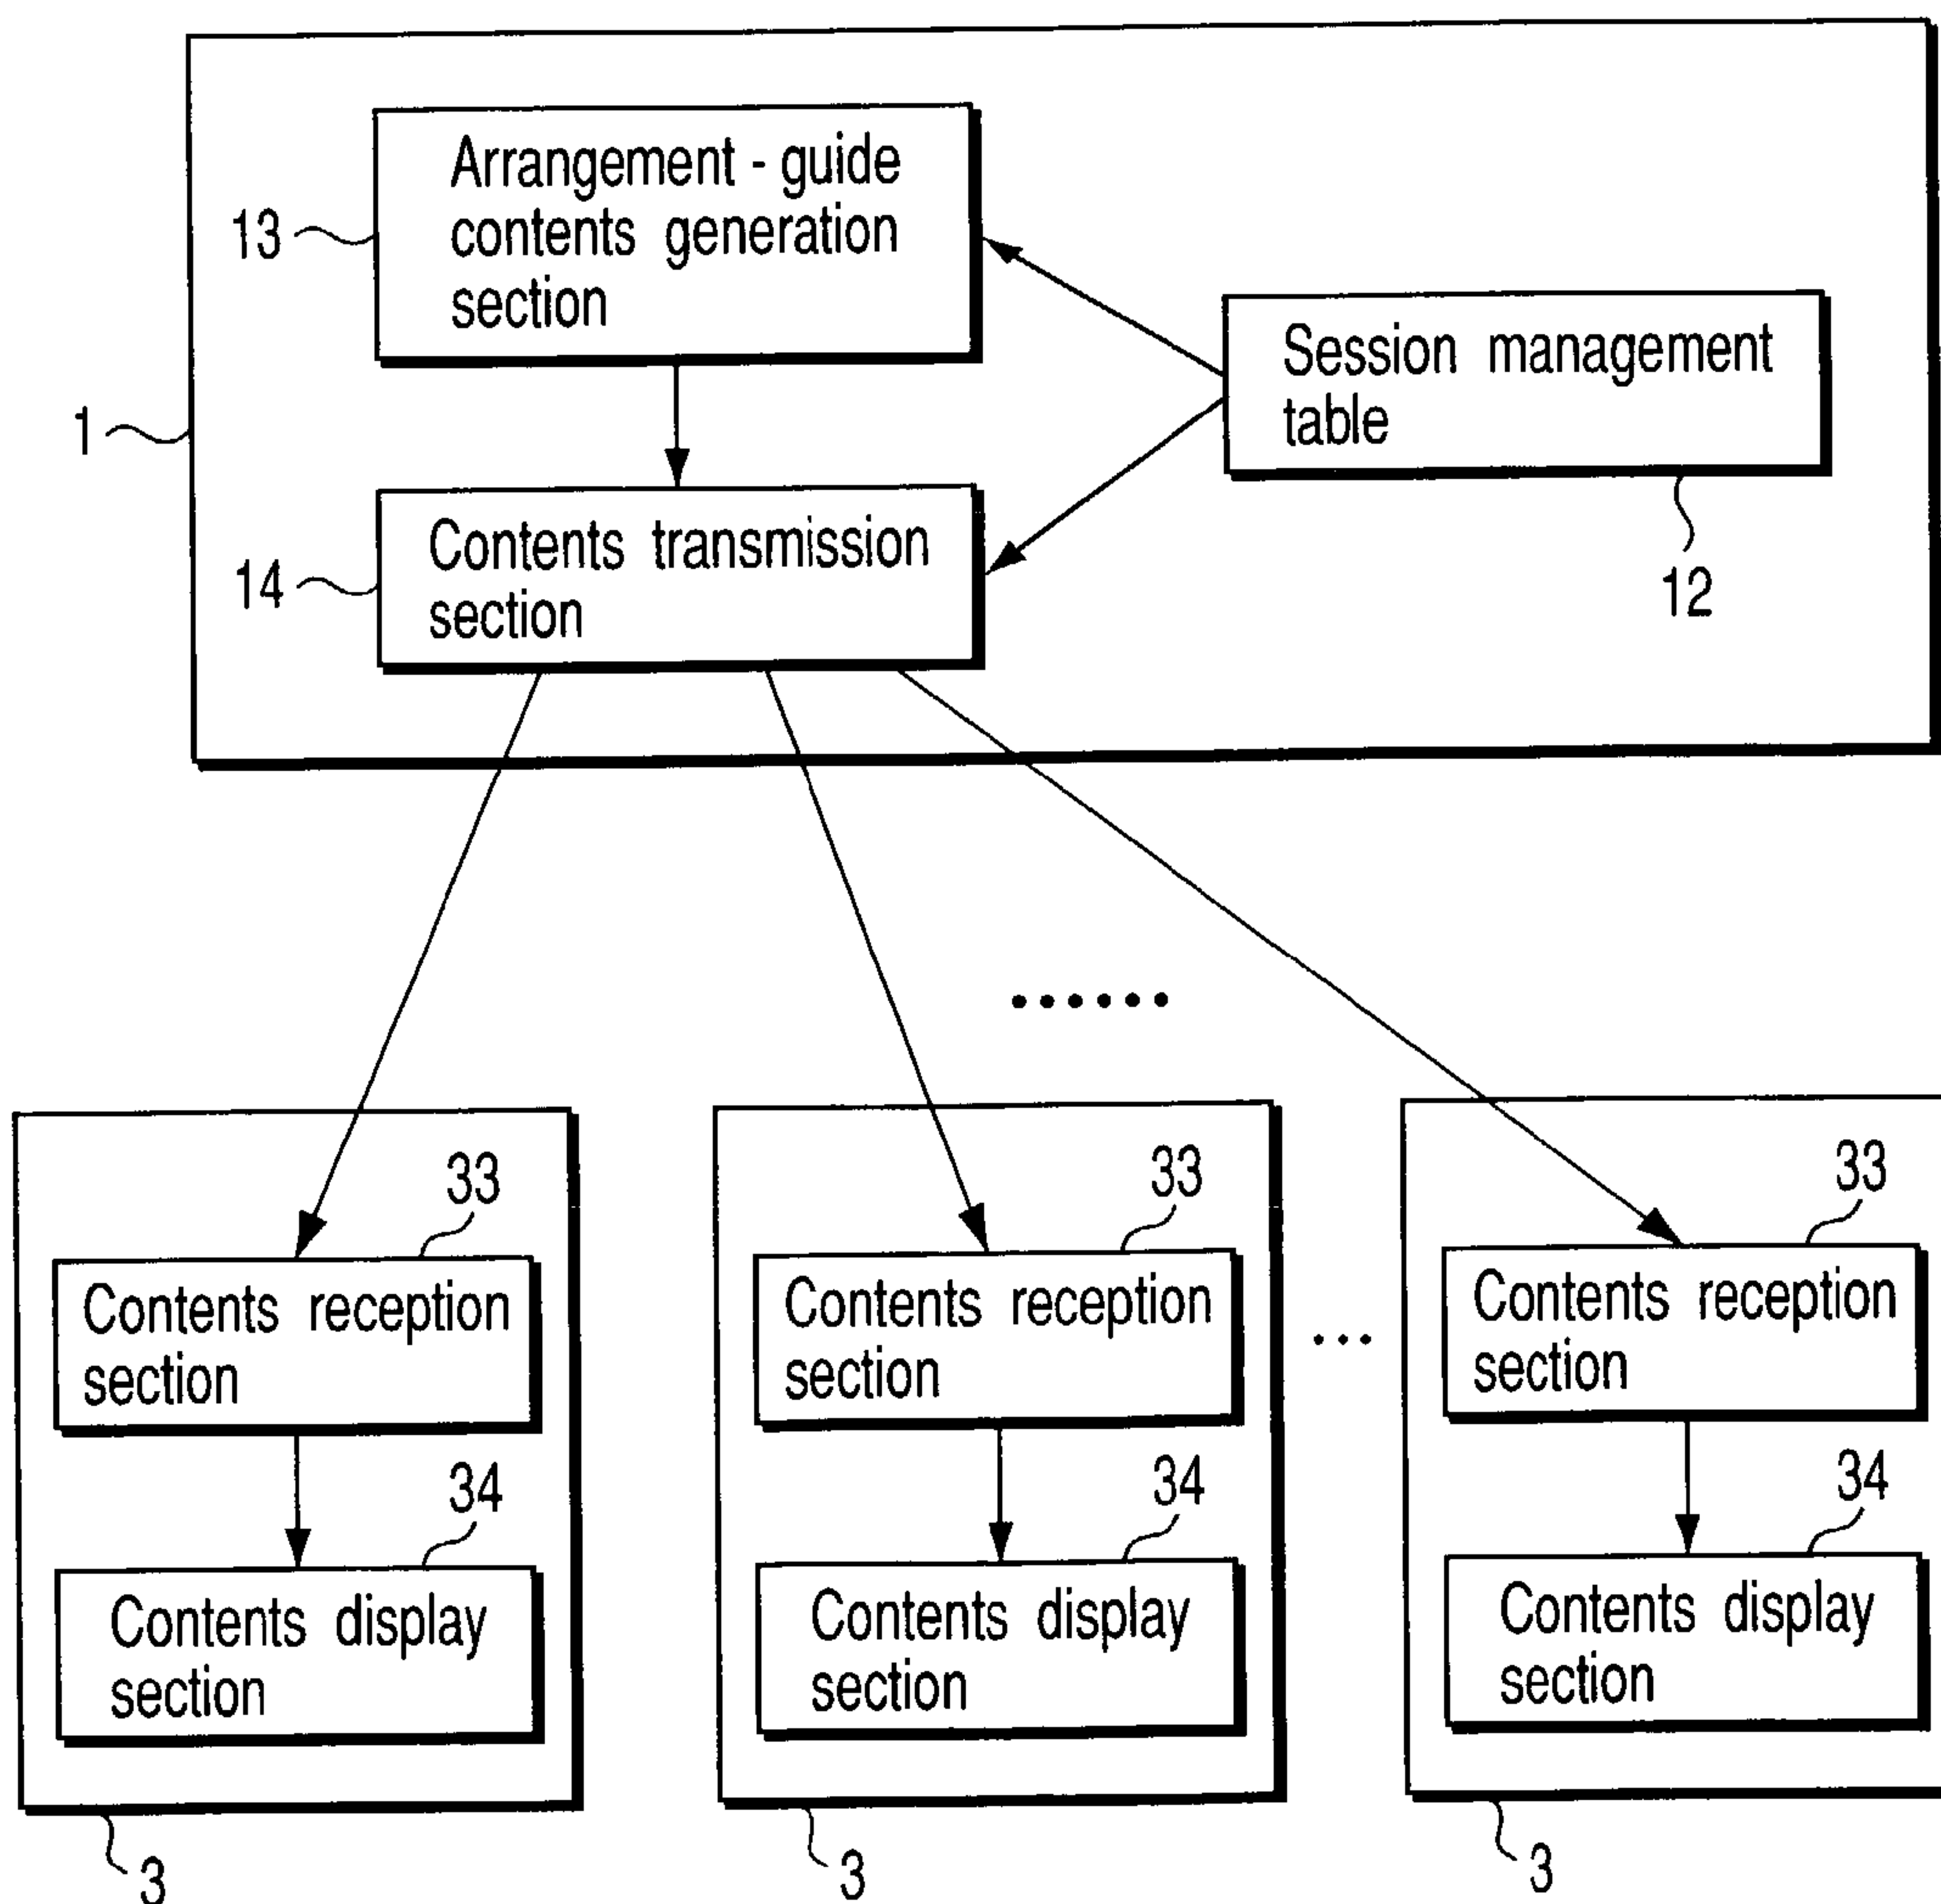 Arrangement - guide
contents generation
section
13
Session management
table
1
Contents transmission
section
14
12
33
33
33
Contents reception
section
Contents reception
section
Contents reception
section
34
34
34
Contents display
section
Contents display
section
Contents display
section
3
3
3